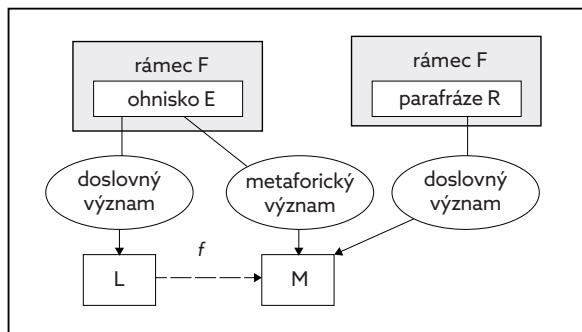 rámec F
ohnisko E
rámec F
parafráze R
doslovný
význam
metaforický
význam
doslovný
význam
f
L
M